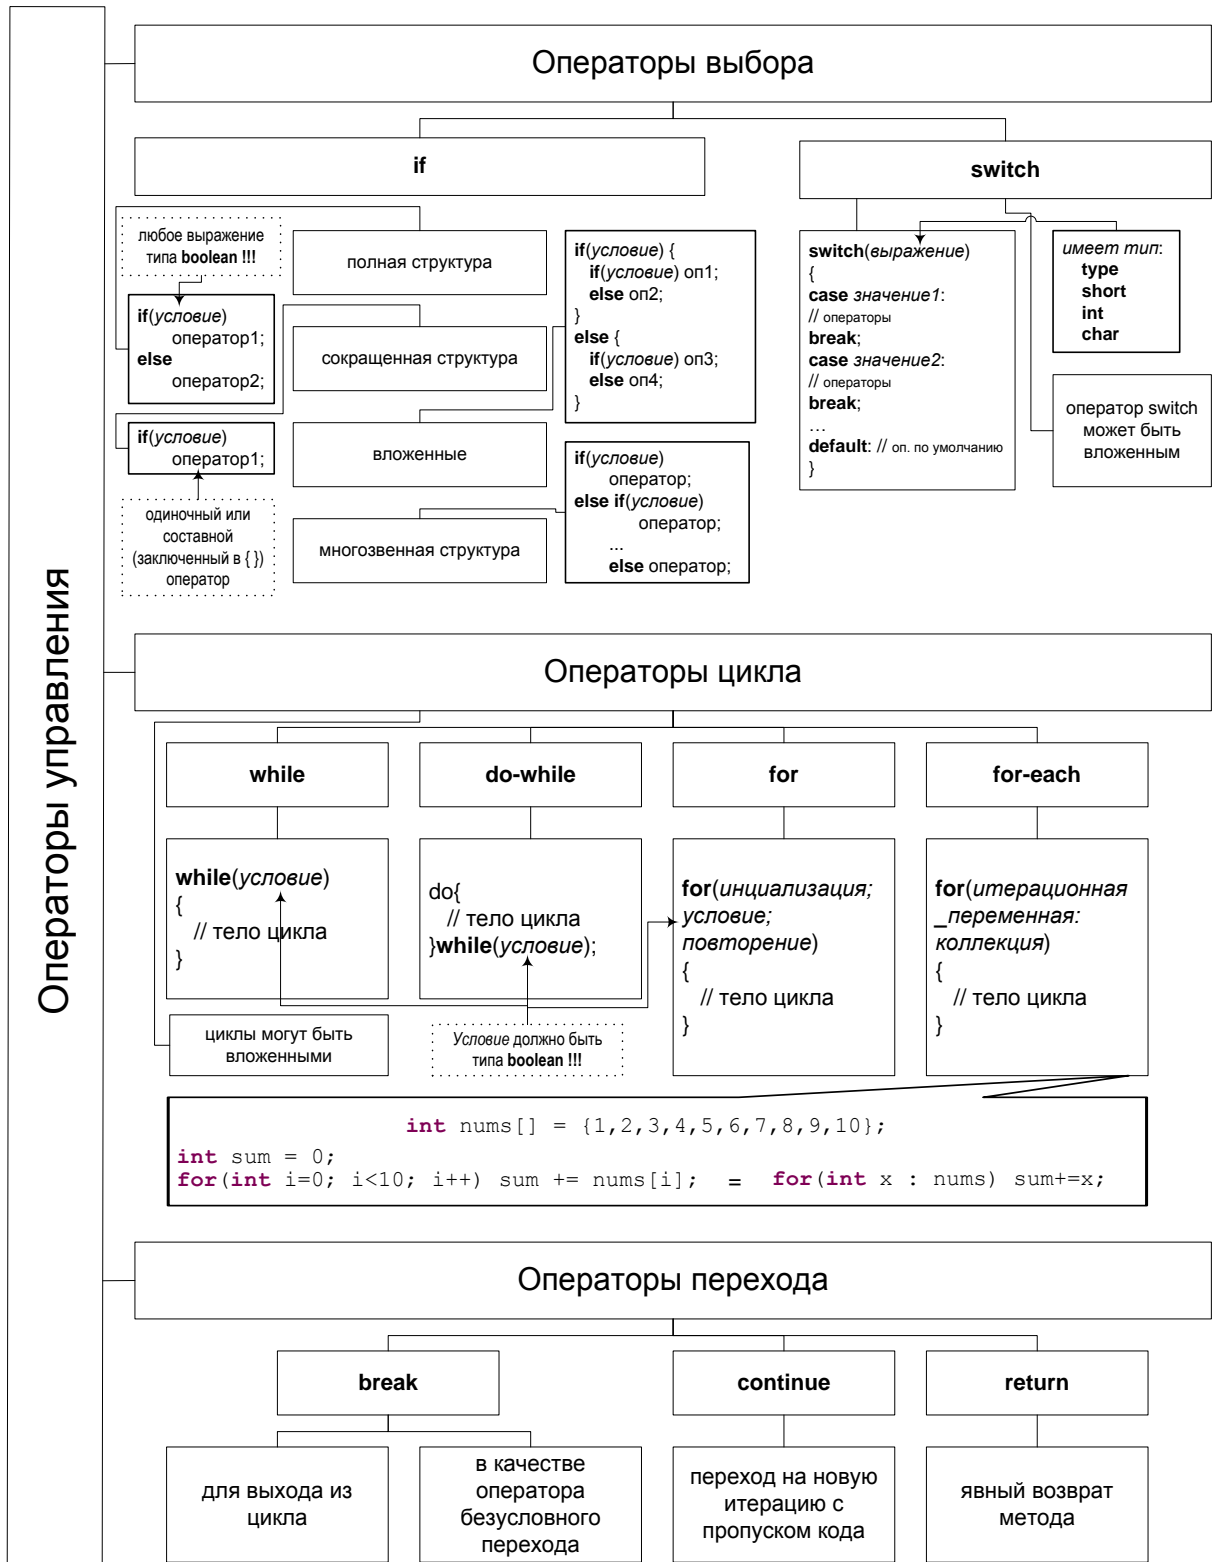 Операторы управления
Операторы выбора
if
switch
любое выражение
типа boolean !!!
if(условие)
оператор1;
else
оператор2;
if(условие)
оператор1;
одиночный или
составной
(заключенный в { })
оператор
полная структура
сокращенная структура
вложенные
многозвенная структура
if(условие) {
if(условие) оп1;
else оп2;
}
else {
if(условие) оп3;
else оп4;
}
if(условие)
оператор;
else if(условие)
оператор;
...
else оператор;
switch(выражение)
{
case значение1:
// операторы
break;
case значение2:
// операторы
break;
…
default: // оп. по умолчанию
}
имеет тип:
type
short
int
char
оператор switch
может быть
вложенным
Операторы цикла
while
do-while
for
for-each
while(условие)
{
// тело цикла
}
do{
// тело цикла
}while(условие);
for(инциализация;
условие;
повторение)
{
// тело цикла
}
for(итерационная
_переменная:
коллекция)
{
// тело цикла
}
циклы могут быть
вложенными
Условие должно быть
типа boolean !!!
int nums[] = {1,2,3,4,5,6,7,8,9,10};
int sum = 0;
for(int i=0; i<10; i++) sum += nums[i]; = for(int x : nums) sum+=x;
Операторы перехода
break
continue
return
для выхода из
цикла
в качестве
оператора
безусловного
перехода
переход на новую
итерацию с
пропуском кода
явный возврат
метода